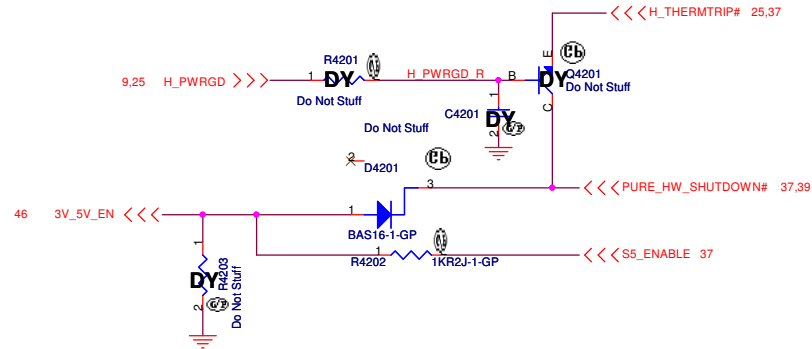 H_THERMTRIP# 25,37
R4201
H_PWRGD_R
E
9,25 H_PWRGD
1
DY
2
B
DY
Q4201
Do Not Stuff
Do Not Stuff
1
C4201
DY
C
Do Not Stuff
2
G/P
2
D4201
3
PURE_HW_SHUTDOWN# 37,39
46 3V_5V_EN
1
BAS16-1-GP
1
R4202
1KR2J-1-GP
S5_ENABLE 37
1
DY
R4203
Do Not Stuff
2
G/P